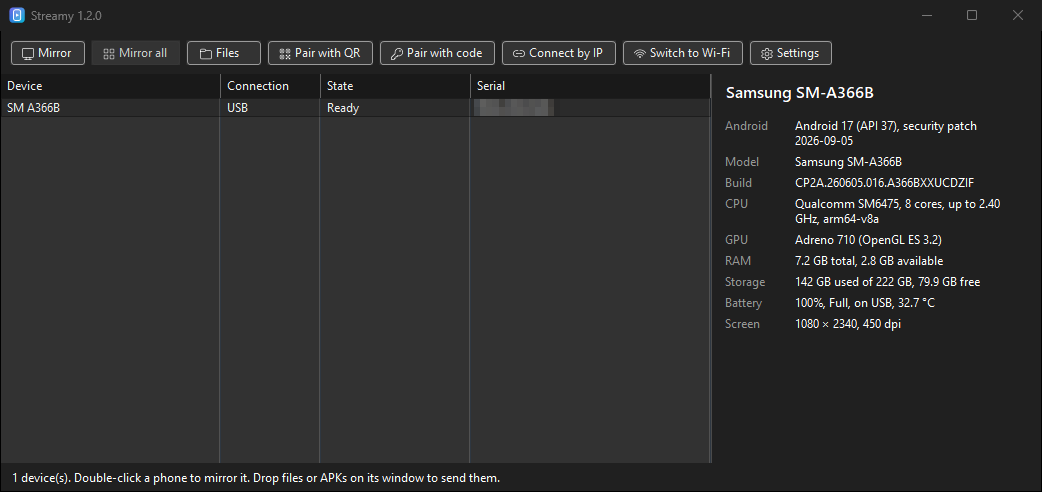 Streamy 1.2.0
Mirror Mirror all Files Pair with QR Pair with code Connect by IP Switch to Wi-Fi Settings
Device Connection State Serial
SM A366B USB Ready
Samsung SM-A366B
Android Android 17 (API 37), security patch
2026-09-05
Model Samsung SM-A366B
Build CP2A.260605.016.A366BXXUCDZIF
CPU Qualcomm SM6475, 8 cores, up to 2.40
GHz, arm64-v8a
GPU Adreno 710 (OpenGL ES 3.2)
RAM 7.2 GB total, 2.8 GB available
Storage 142 GB used of 222 GB, 79.9 GB free
Battery 100%, Full, on USB, 32.7 °C
Screen 1080 × 2340, 450 dpi
1 device(s). Double-click a phone to mirror it. Drop files or APKs on its window to send them.